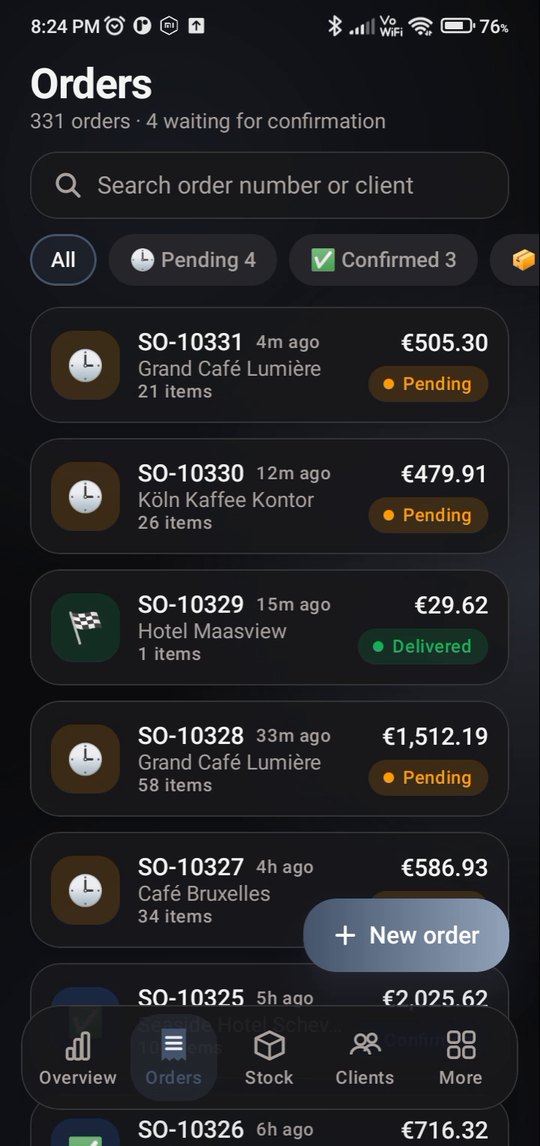 8:24 PM
Vo WiFi
76%
Orders
331 orders · 4 waiting for confirmation
Search order number or client
All
Pending 4
Confirmed 3
SO-10331 4m ago €505.30
Grand Café Lumière
Pending
21 items
SO-10330 12m ago €479.91
Köln Kaffee Kontor
Pending
26 items
SO-10329 15m ago €29.62
Hotel Maasview
Delivered
1 items
SO-10328 33m ago €1,512.19
Grand Café Lumière
Pending
58 items
SO-10327 4h ago €586.93
Café Bruxelles
34 items
New order
SO-10325 5h ago €2,025.62
Seaside Hotel Schev...
Overview
Orders
Stock
Clients
More
SO-10326 6h ago €716.32